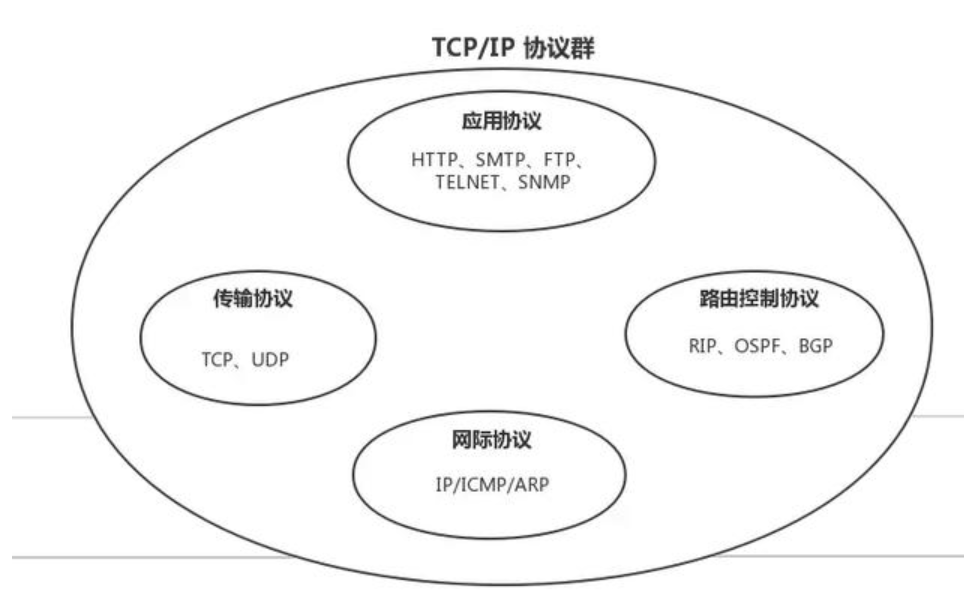 TCP/IP 协议群
应用协议
HTTP、SMTP、FTP、
TELNET、SNMP
传输协议
TCP、UDP
路由控制协议
RIP、OSPF、BGP
网际协议
IP/ICMP/ARP